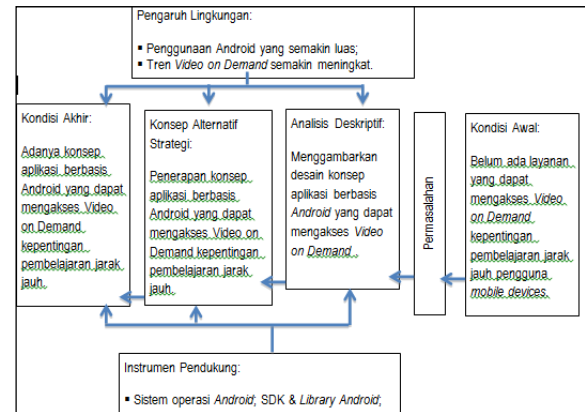 Pengaruh Lingkungan:
▪ Penggunaan Android yang semakin luas;
▪ Tren Video on Demand semakin meningkat.
Kondisi Akhir:
Adanya konsep
aplikasi berbasis
Android yang dapat
mengakses Video
on Demand
kepentingan
pembelajaran jarak
jauh.
Konsep Alternatif
Strategi:
Penerapan konsep
aplikasi berbasis
Android yang dapat
mengakses Video on
Demand kepentingan
pembelajaran jarak
jauh.
Analisis Deskriptif:
Menggambarkan
desain konsep
aplikasi berbasis
Android yang dapat
mengakses Video
on Demand.
Permasalahan
Kondisi Awal:
Belum ada layanan
yang dapat
mengakses Video
on Demand
kepentingan
pembelajaran jarak
jauh pengguna
mobile devices.
Instrumen Pendukung:
▪ Sistem operasi Android; SDK & Library Android;